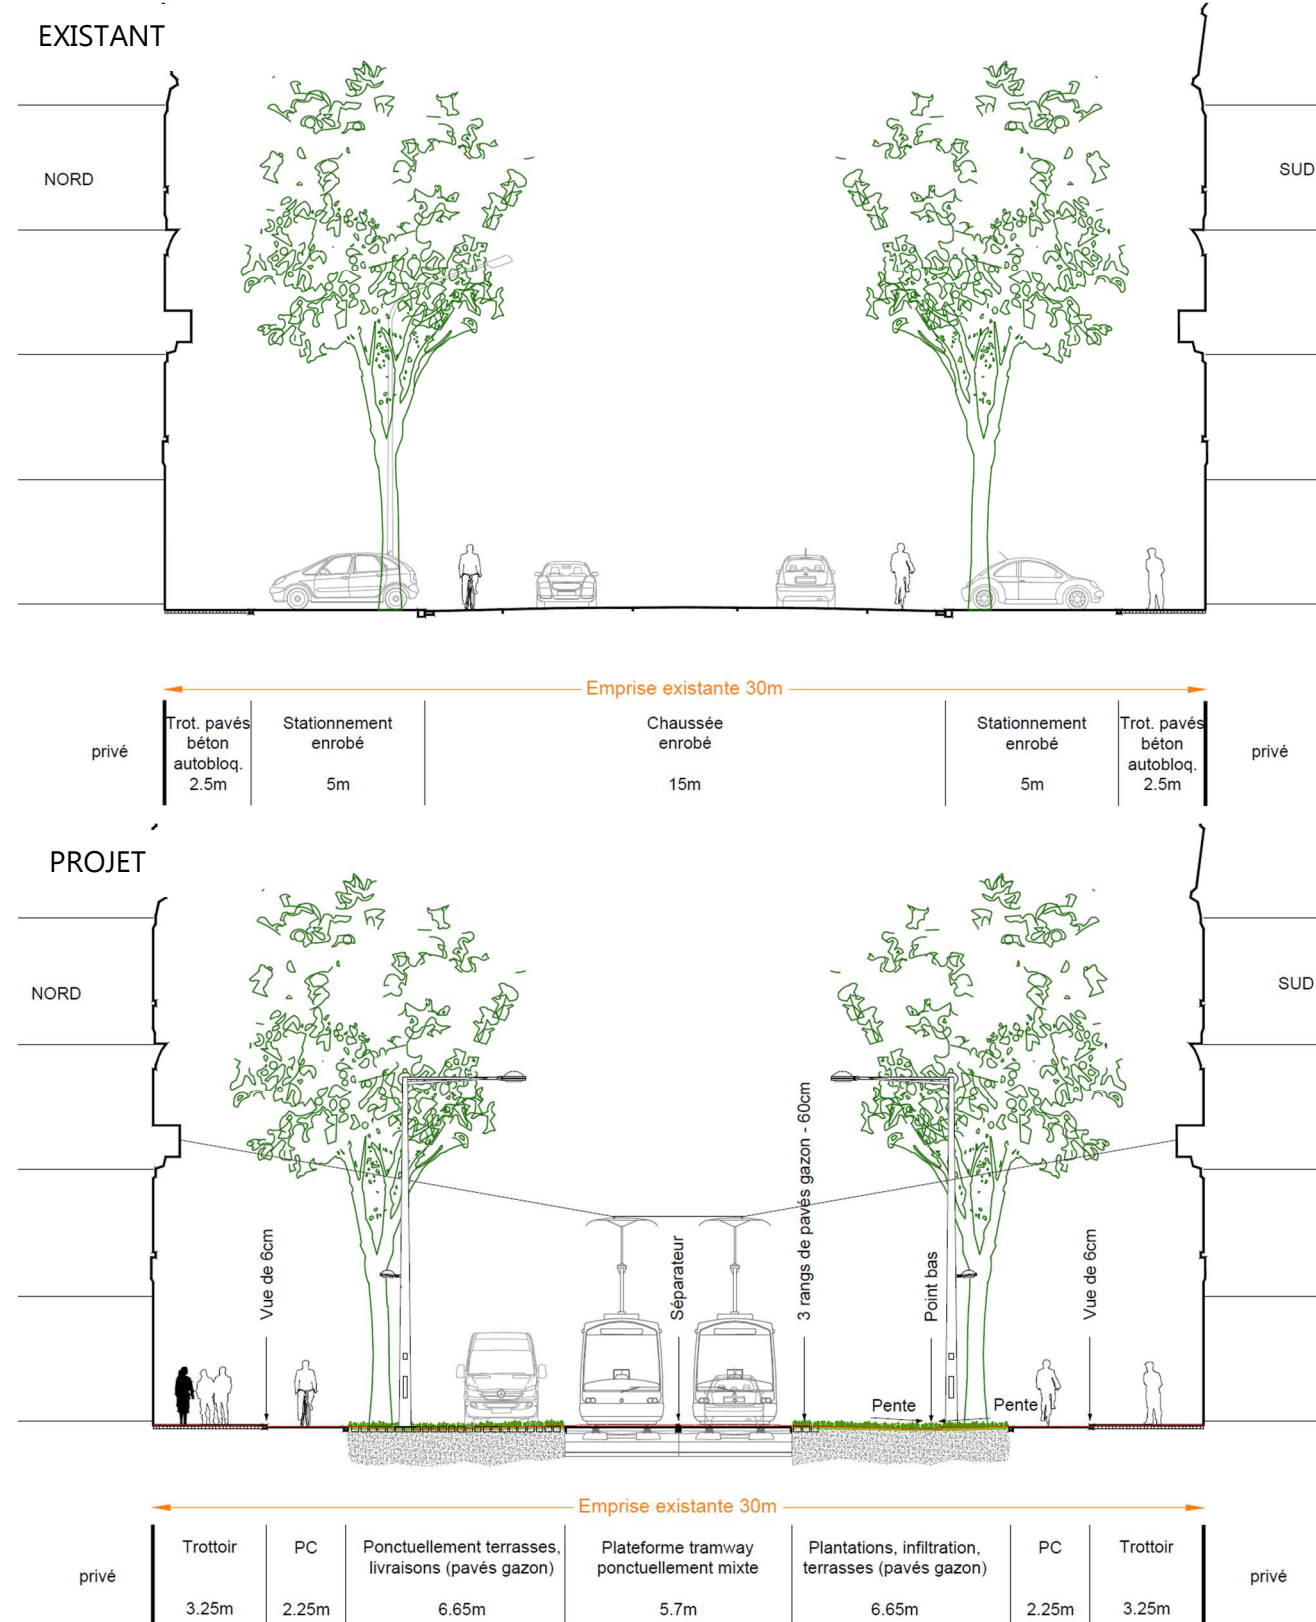 EXISTANT
NORD
SUD
Emprise existante 30m
privé
Trot. pavés
béton
autobloq.
2.5m
Stationnement
enrobé
5m
Chaussée
enrobé
15m
Stationnement
enrobé
5m
Trot. pavés
béton
autobloq.
2.5m
privé
PROJET
NORD
SUD
Vue de 6cm
Séparateur
3 rangs de pavés gazon - 60cm
Point bas
Vue de 6cm
Pente
Pente
Emprise existante 30m
privé
Trottoir
3.25m
PC
2.25m
Ponctuellement terrasses,
livraisons (pavés gazon)
6.65m
Plateforme tramway
ponctuellement mixte
5.7m
Plantations, infiltration,
terrasses (pavés gazon)
6.65m
PC
2.25m
Trottoir
3.25m
privé